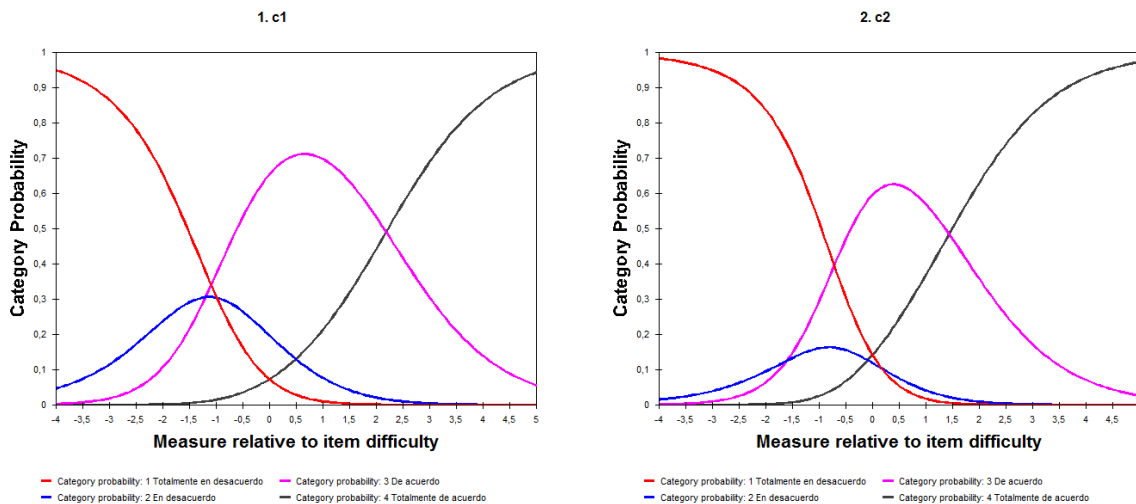 1. c1
Category Probability
1
0,9
0,8
0,7
0,6
0,5
0,4
0,3
0,2
0,1
0
-4 -3,5 -3 -2,5 -2 -1,5 -1 -0,5 0 0,5 1 1,5 2 2,5 3 3,5 4 4,5 5
Measure relative to item difficulty
Category probability: 1 Totalmente en desacuerdo
Category probability: 3 De acuerdo
Category probability: 2 En desacuerdo
Category probability: 4 Totalmente de acuerdo
2. c2
Category Probability
1
0,9
0,8
0,7
0,6
0,5
0,4
0,3
0,2
0,1
0
-4 -3,5 -3 -2,5 -2 -1,5 -1 -0,5 0 0,5 1 1,5 2 2,5 3 3,5 4 4,5
Measure relative to item difficulty
Category probability: 1 Totalmente en desacuerdo
Category probability: 3 De acuerdo
Category probability: 2 En desacuerdo
Category probability: 4 Totalmente de acuerdo